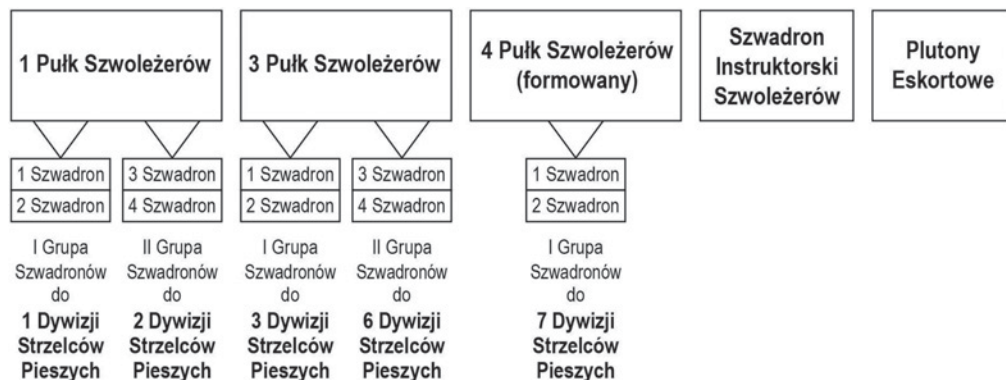 1 Pułk Szwoleżerów
3 Pułk Szwoleżerów
4 Pułk Szwoleżerów
(formowany)
Szwadron
Instruktorski
Szwoleżerów
Plutony
Eskortowe
1 Szwadron
2 Szwadron
3 Szwadron
4 Szwadron
1 Szwadron
2 Szwadron
3 Szwadron
4 Szwadron
1 Szwadron
2 Szwadron
I Grupa
Szwadronów
do
1 Dywizji
Strzelców
Pieszych
II Grupa
Szwadronów
do
2 Dywizji
Strzelców
Pieszych
I Grupa
Szwadronów
do
3 Dywizji
Strzelców
Pieszych
II Grupa
Szwadronów
do
6 Dywizji
Strzelców
Pieszych
I Grupa
Szwadronów
do
7 Dywizji
Strzelców
Pieszych